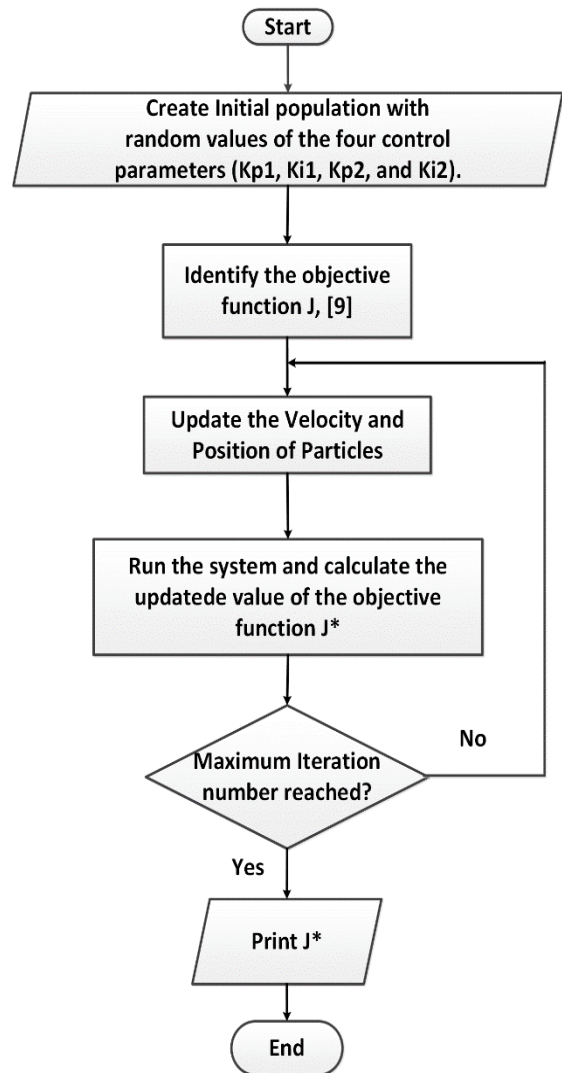 Start
Create Initial population with
random values of the four control
parameters (Kp1, Ki1, Kp2, and Ki2).
Identify the objective
function J, [9]
Update the Velocity and
Position of Particles
Run the system and calculate the
updatede value of the objective
function J*
Maximum Iteration
number reached?
No
Yes
Print J*
End